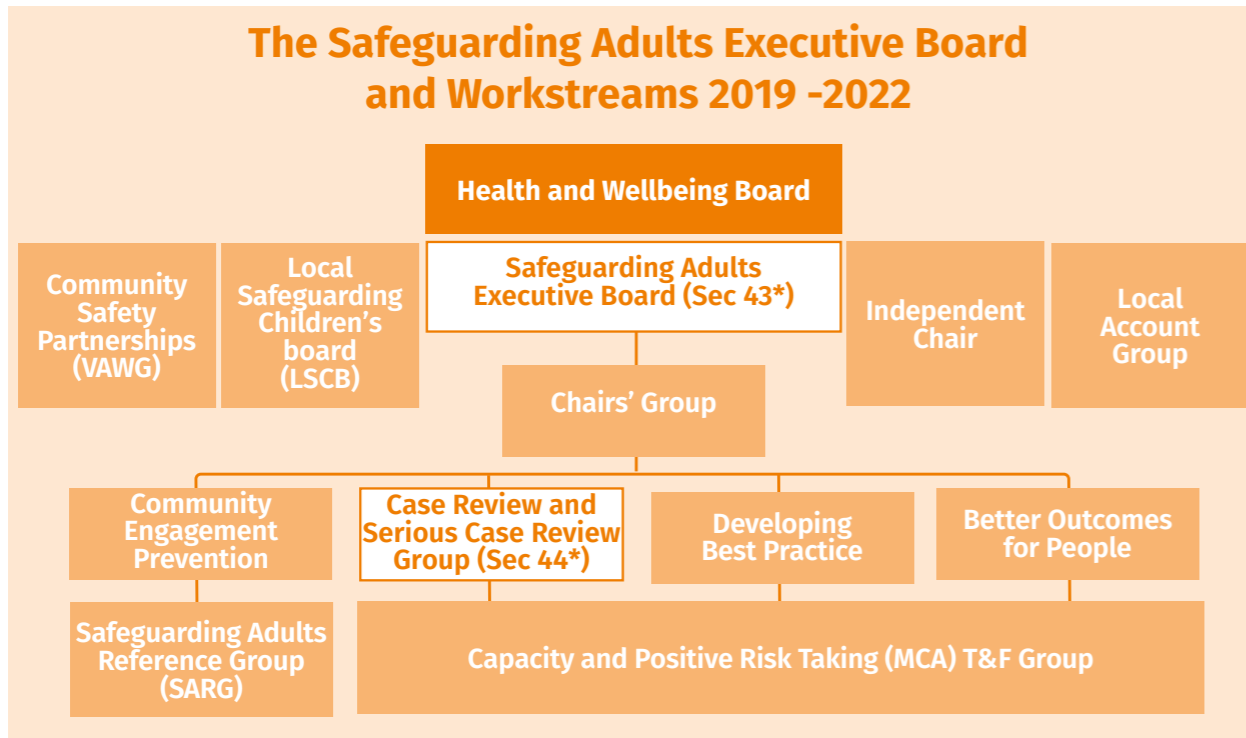 The Safeguarding Adults Executive Board
and Workstreams 2019 -2022
Health and Wellbeing Board
Community
Safety
Partnerships
(VAWG)
Local
Safeguarding
Children’s
board
(LSCB)
Safeguarding Adults
Executive Board (Sec 43*)
Independent
Chair
Local
Account
Group
Chairs’ Group
Community
Engagement
Prevention
Case Review and
Serious Case Review
Group (Sec 44*)
Developing
Best Practice
Better Outcomes
for People
Safeguarding Adults
Reference Group
(SARG)
Capacity and Positive Risk Taking (MCA) T&F Group